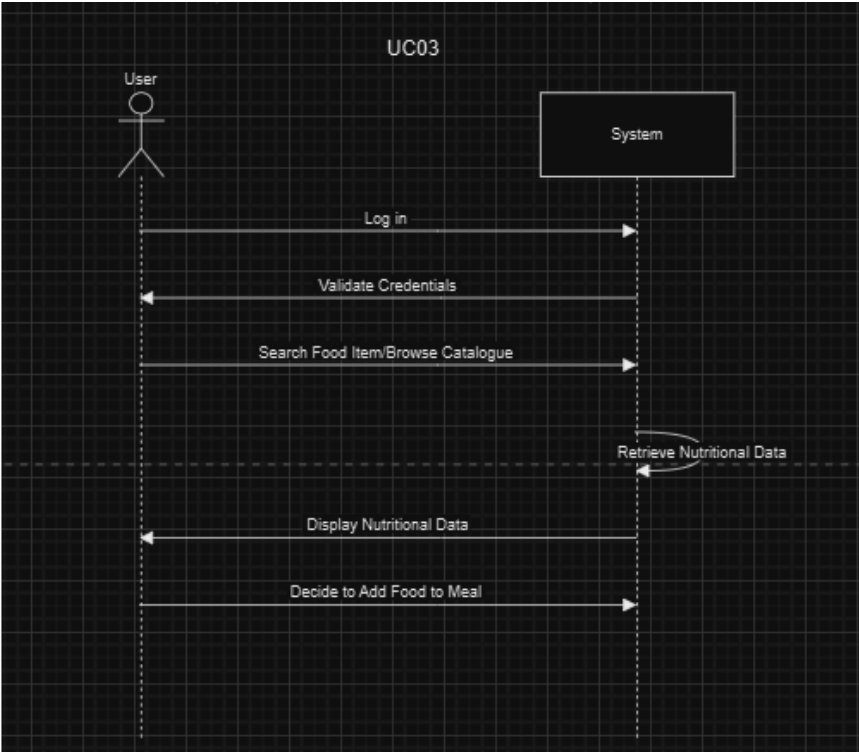 UC03
User
System
Log in
Validate Credentials
Search Food Item/Browse Catalogue
Retrieve Nutritional Data
Display Nutritional Data
Decide to Add Food to Meal